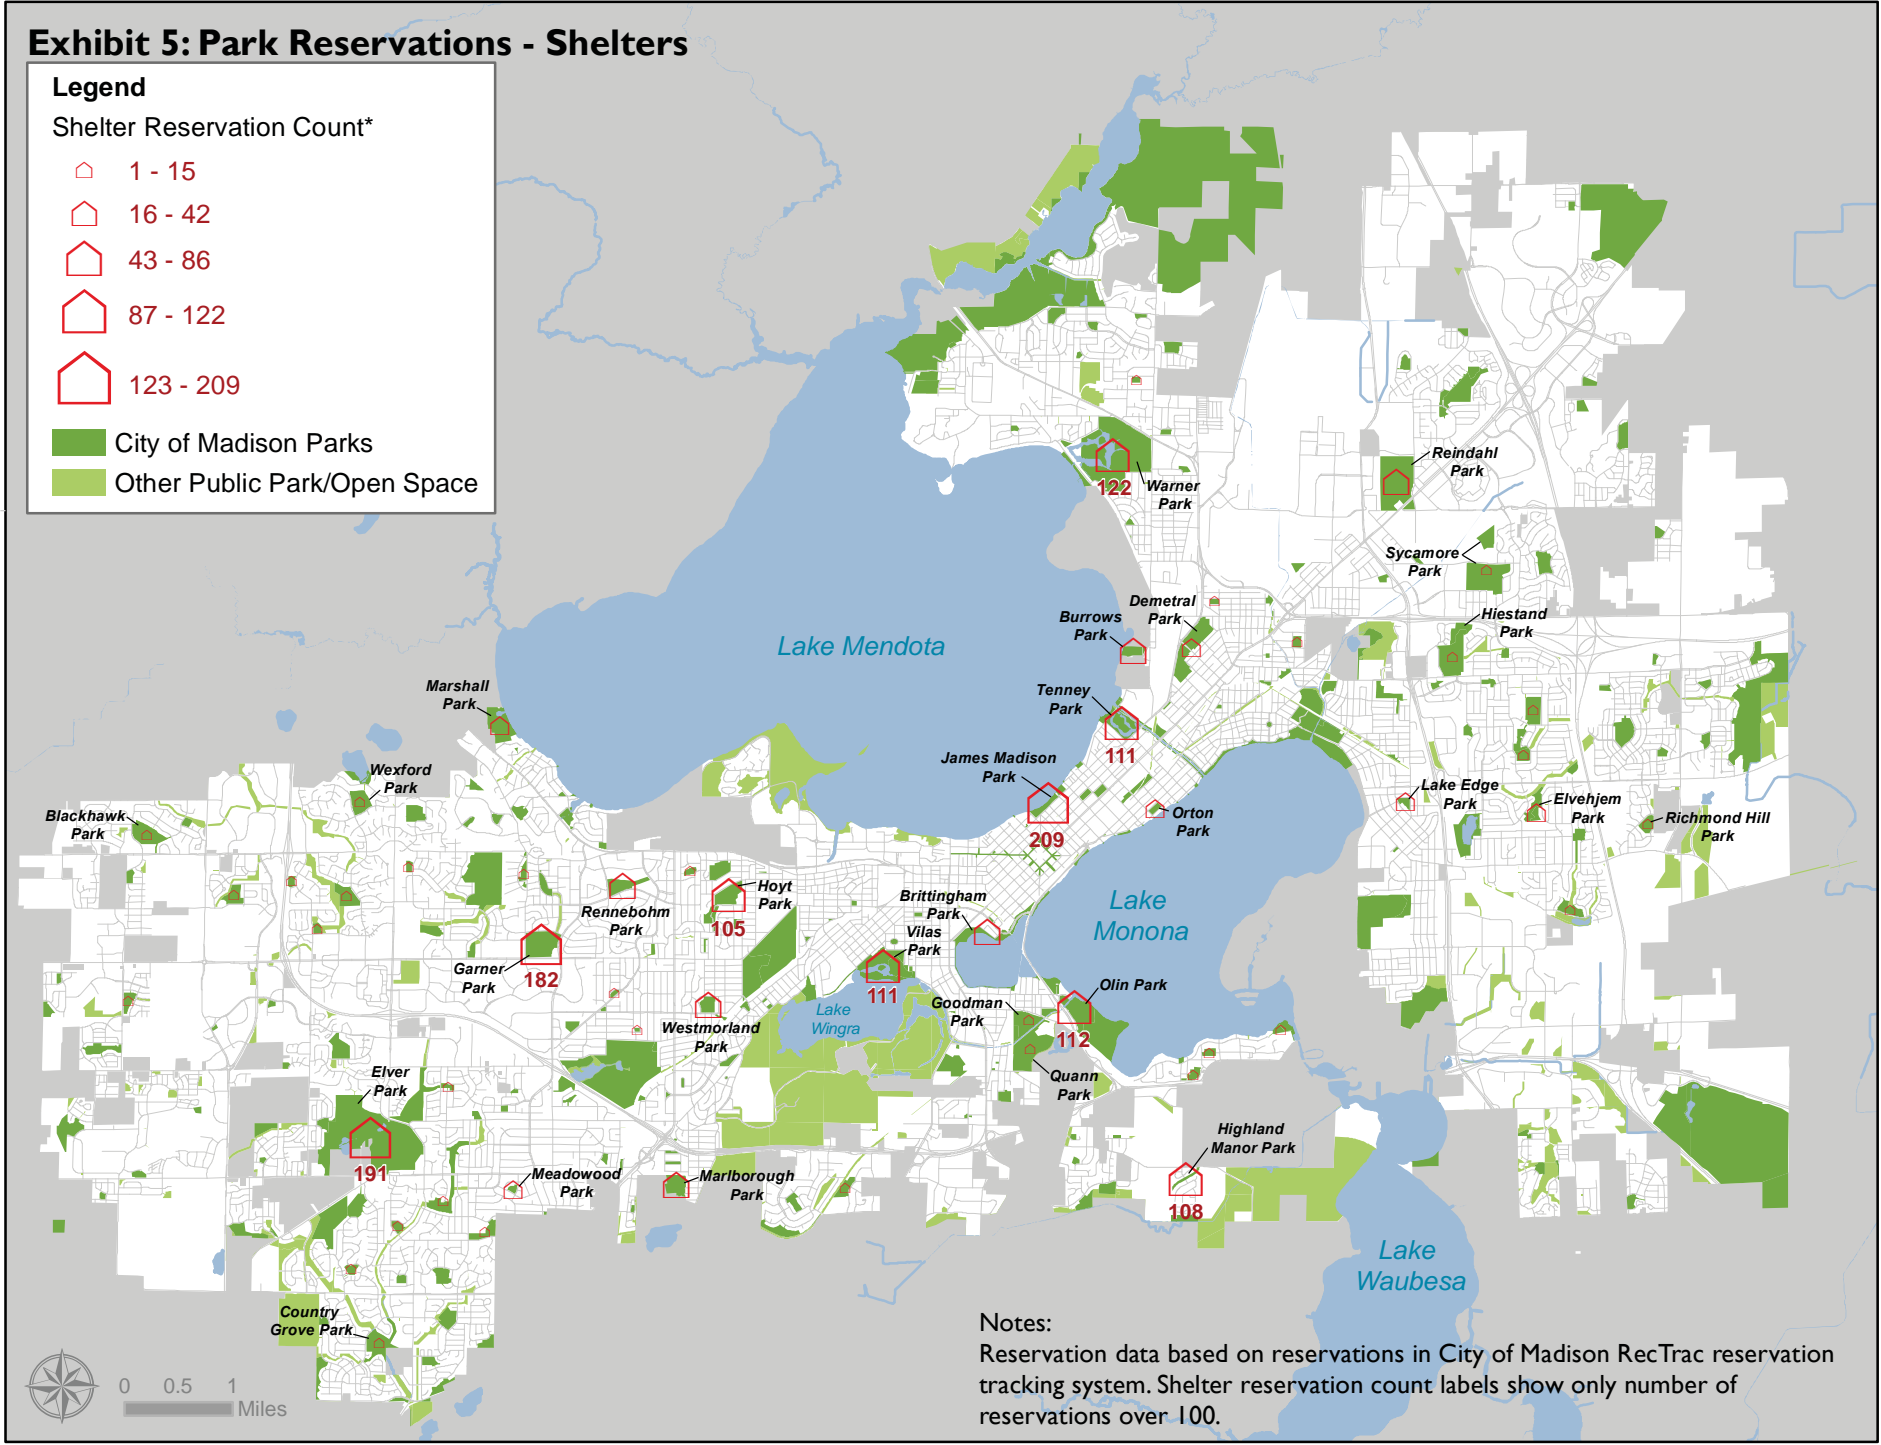 Exhibit 5: Park Reservations - Shelters
Legend
Shelter Reservation Count*
1 - 15
16 - 42
43 - 86
87 - 122
123 - 209
City of Madison Parks
Other Public Park/Open Space
Reindahl
Park
122
Warner
Park
Sycamore
Park
Demetral
Park
Burrows
Park
Hiestand
Park
Lake Mendota
Marshall
Park
Tenney
Park
111
James Madison
Park
209
Wexford
Park
Blackhawk
Park
Orton
Park
Lake Edge
Park
Elvehjem
Park
Richmond Hill
Park
Hoyt
Park
105
Rennebohm
Park
Brittingham
Park
Vilas
Park
111
Lake
Monona
Garner
Park
182
Lake
Wingra
Goodman
Park
Olin Park
112
Westmorland
Park
Quann
Park
Elver
Park
191
Highland
Manor Park
108
Meadowood
Park
Marlborough
Park
Lake
Waubesa
Country
Grove Park
0 0.5 1
Miles
Notes:
Reservation data based on reservations in City of Madison RecTrac reservation
tracking system. Shelter reservation count labels show only number of
reservations over 100.